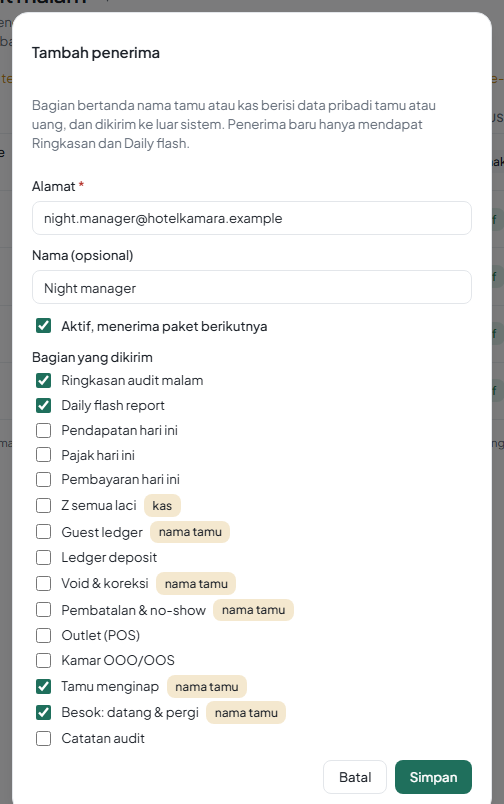 Tambah penerima
Bagian bertanda nama tamu atau kas berisi data pribadi tamu atau
uang, dan dikirim ke luar sistem. Penerima baru hanya mendapat
Ringkasan dan Daily flash.
Alamat *
night.manager@hotelkamara.example
Nama (opsional)
Night manager
Aktif, menerima paket berikutnya
Bagian yang dikirim
Ringkasan audit malam
Daily flash report
Pendapatan hari ini
Pajak hari ini
Pembayaran hari ini
Z semua laci kas
Guest ledger nama tamu
Ledger deposit
Void & koreksi nama tamu
Pembatalan & no-show nama tamu
Outlet (POS)
Kamar OOO/OOS
Tamu menginap nama tamu
Besok: datang & pergi nama tamu
Catatan audit
Batal Simpan